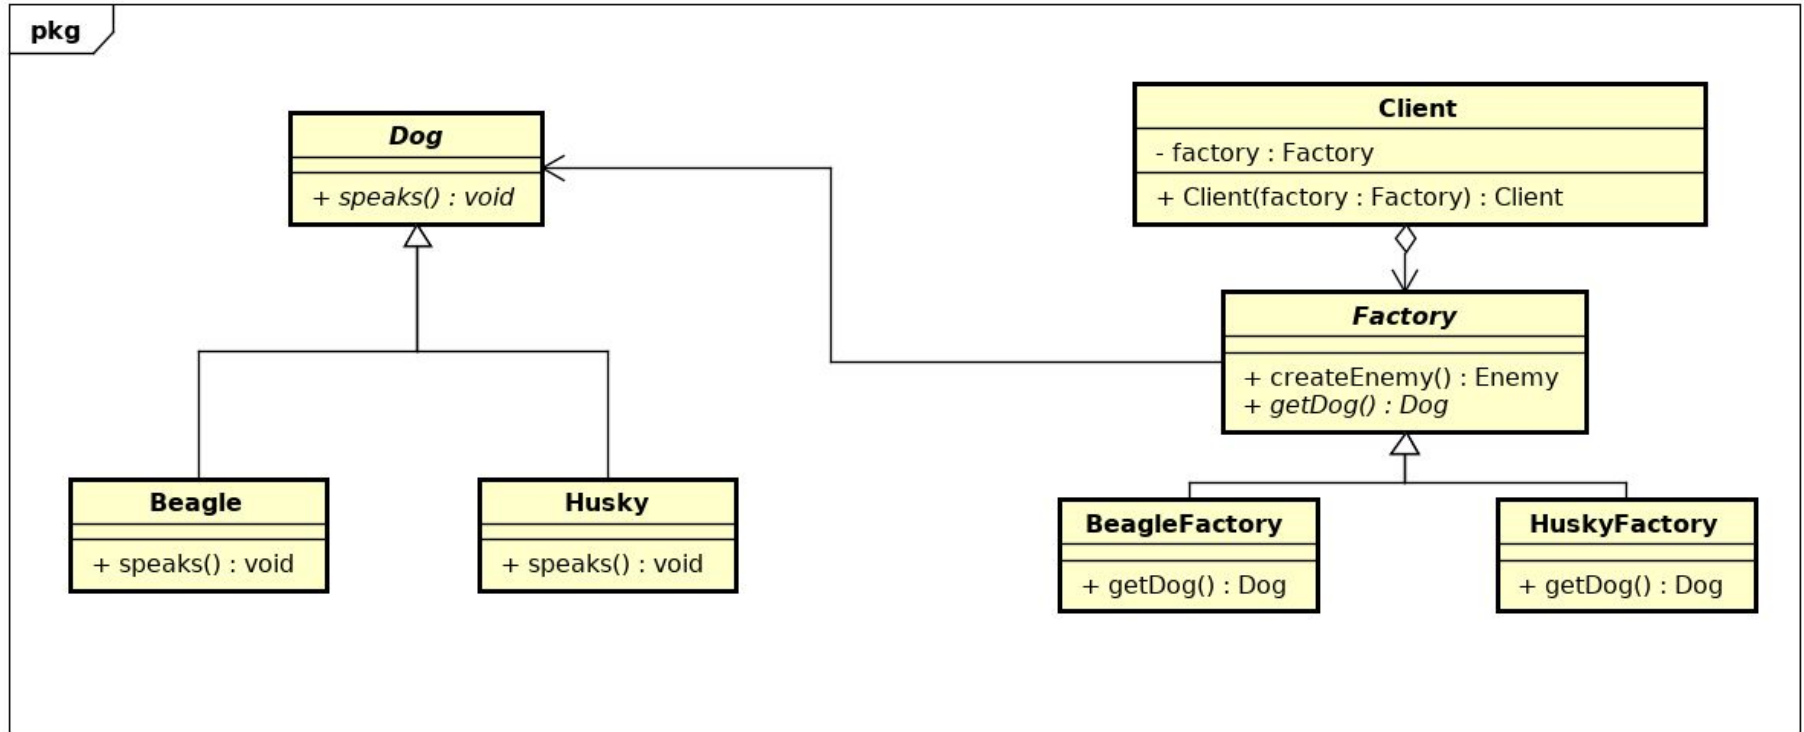 pkg
Dog
+ speaks() : void
Client
- factory : Factory
+ Client(factory : Factory) : Client
Factory
+ createEnemy() : Enemy
+ getDog() : Dog
Beagle
+ speaks() : void
Husky
+ speaks() : void
BeagleFactory
+ getDog() : Dog
HuskyFactory
+ getDog() : Dog